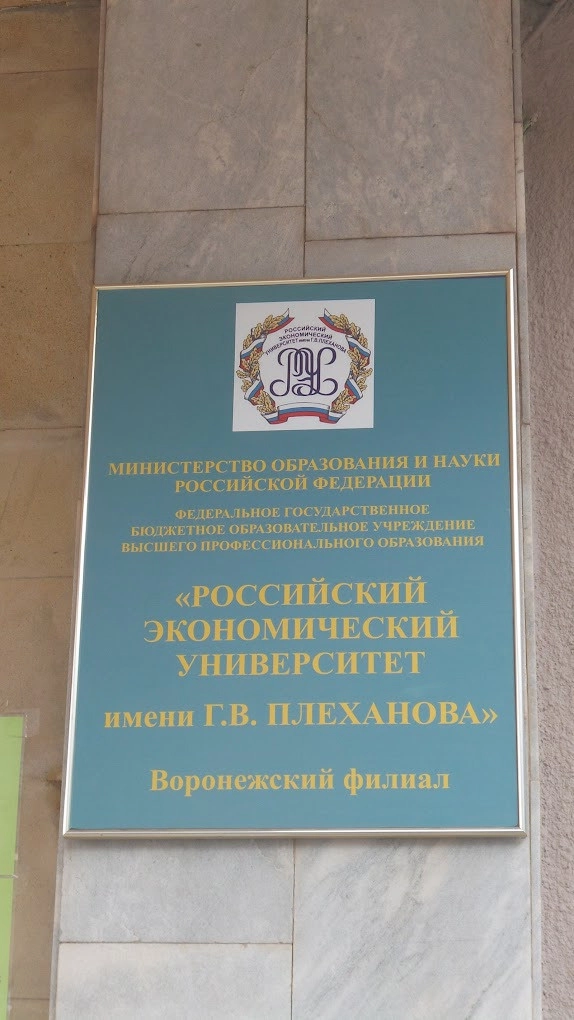 РОССИЙСКИЙ
ЭКОНОМИЧЕСКИЙ
УНИВЕРСИТЕТ имени Г.В. ПЛЕХАНОВА
МИНИСТЕРСТВО ОБРАЗОВАНИЯ И НАУКИ
РОССИЙСКОЙ ФЕДЕРАЦИИ
ФЕДЕРАЛЬНОЕ ГОСУДАРСТВЕННОЕ
БЮДЖЕТНОЕ ОБРАЗОВАТЕЛЬНОЕ УЧРЕЖДЕНИЕ
ВЫСШЕГО ПРОФЕССИОНАЛЬНОГО ОБРАЗОВАНИЯ
«РОССИЙСКИЙ
ЭКОНОМИЧЕСКИЙ
УНИВЕРСИТЕТ
имени Г.В. ПЛЕХАНОВА»
Воронежский филиал